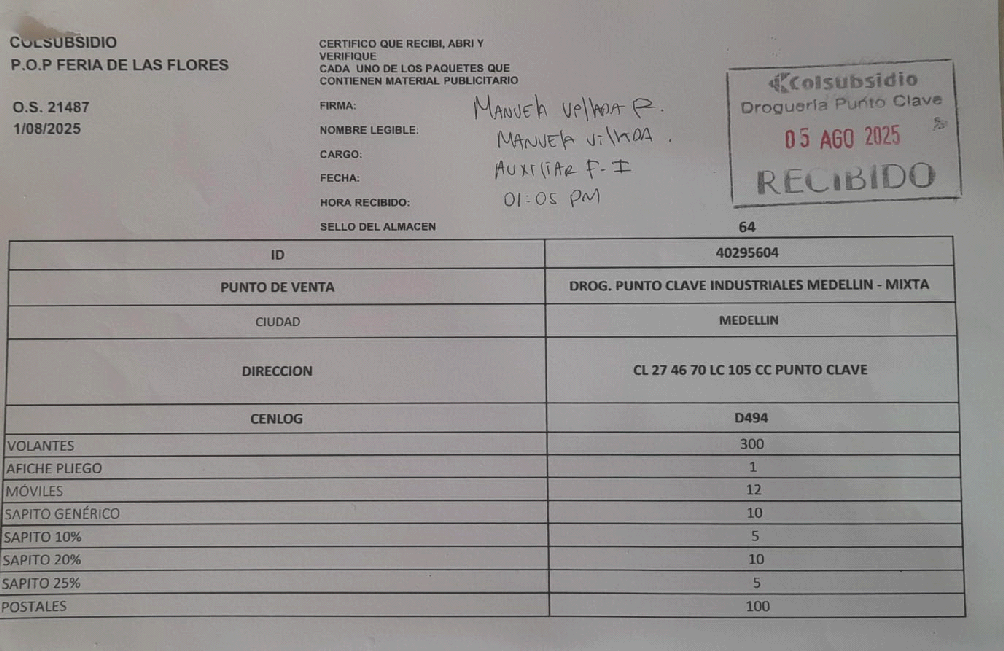 COLSUBSIDIO
P.O.P FERIA DE LAS FLORES
O.S. 21487
1/08/2025
CERTIFICO QUE RECIBI, ABRI Y
VERIFIQUE
CADA UNO DE LOS PAQUETES QUE
CONTIENEN MATERIAL PUBLICITARIO
FIRMA: Manuela R.
NOMBRE LEGIBLE: Manuela Villada.
CARGO: Auxiliar F. I
FECHA:
HORA RECIBIDO: 01:05 PM
SELLO DEL ALMACEN
Colsubsidio
Droguería Punto Clave
05 AGO 2025
RECIBIDO
64
ID 40295604
PUNTO DE VENTA DROG. PUNTO CLAVE INDUSTRIALES MEDELLIN - MIXTA
CIUDAD MEDELLIN
DIRECCION CL 27 46 70 LC 105 CC PUNTO CLAVE
CENLOG D494
VOLANTES 300
AFICHE PLIEGO 1
MÓVILES 12
SAPITO GENÉRICO 10
SAPITO 10% 5
SAPITO 20% 10
SAPITO 25% 5
POSTALES 100